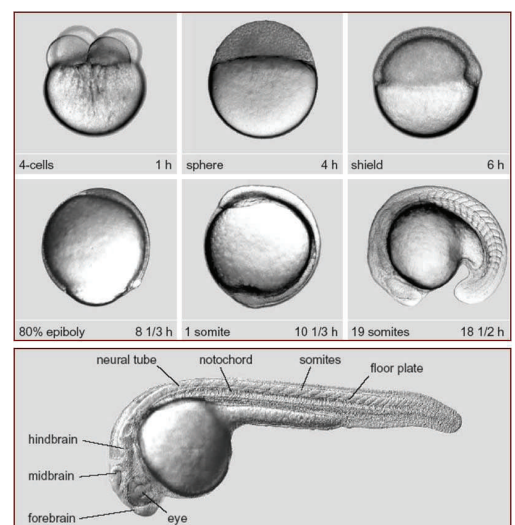 4-cells 1 h
sphere 4 h
shield 6 h
80% epiboly 8 1/3 h
1 somite 10 1/3 h
19 somites 18 1/2 h
neural tube notochord somites
floor plate
hindbrain
midbrain
forebrain eye